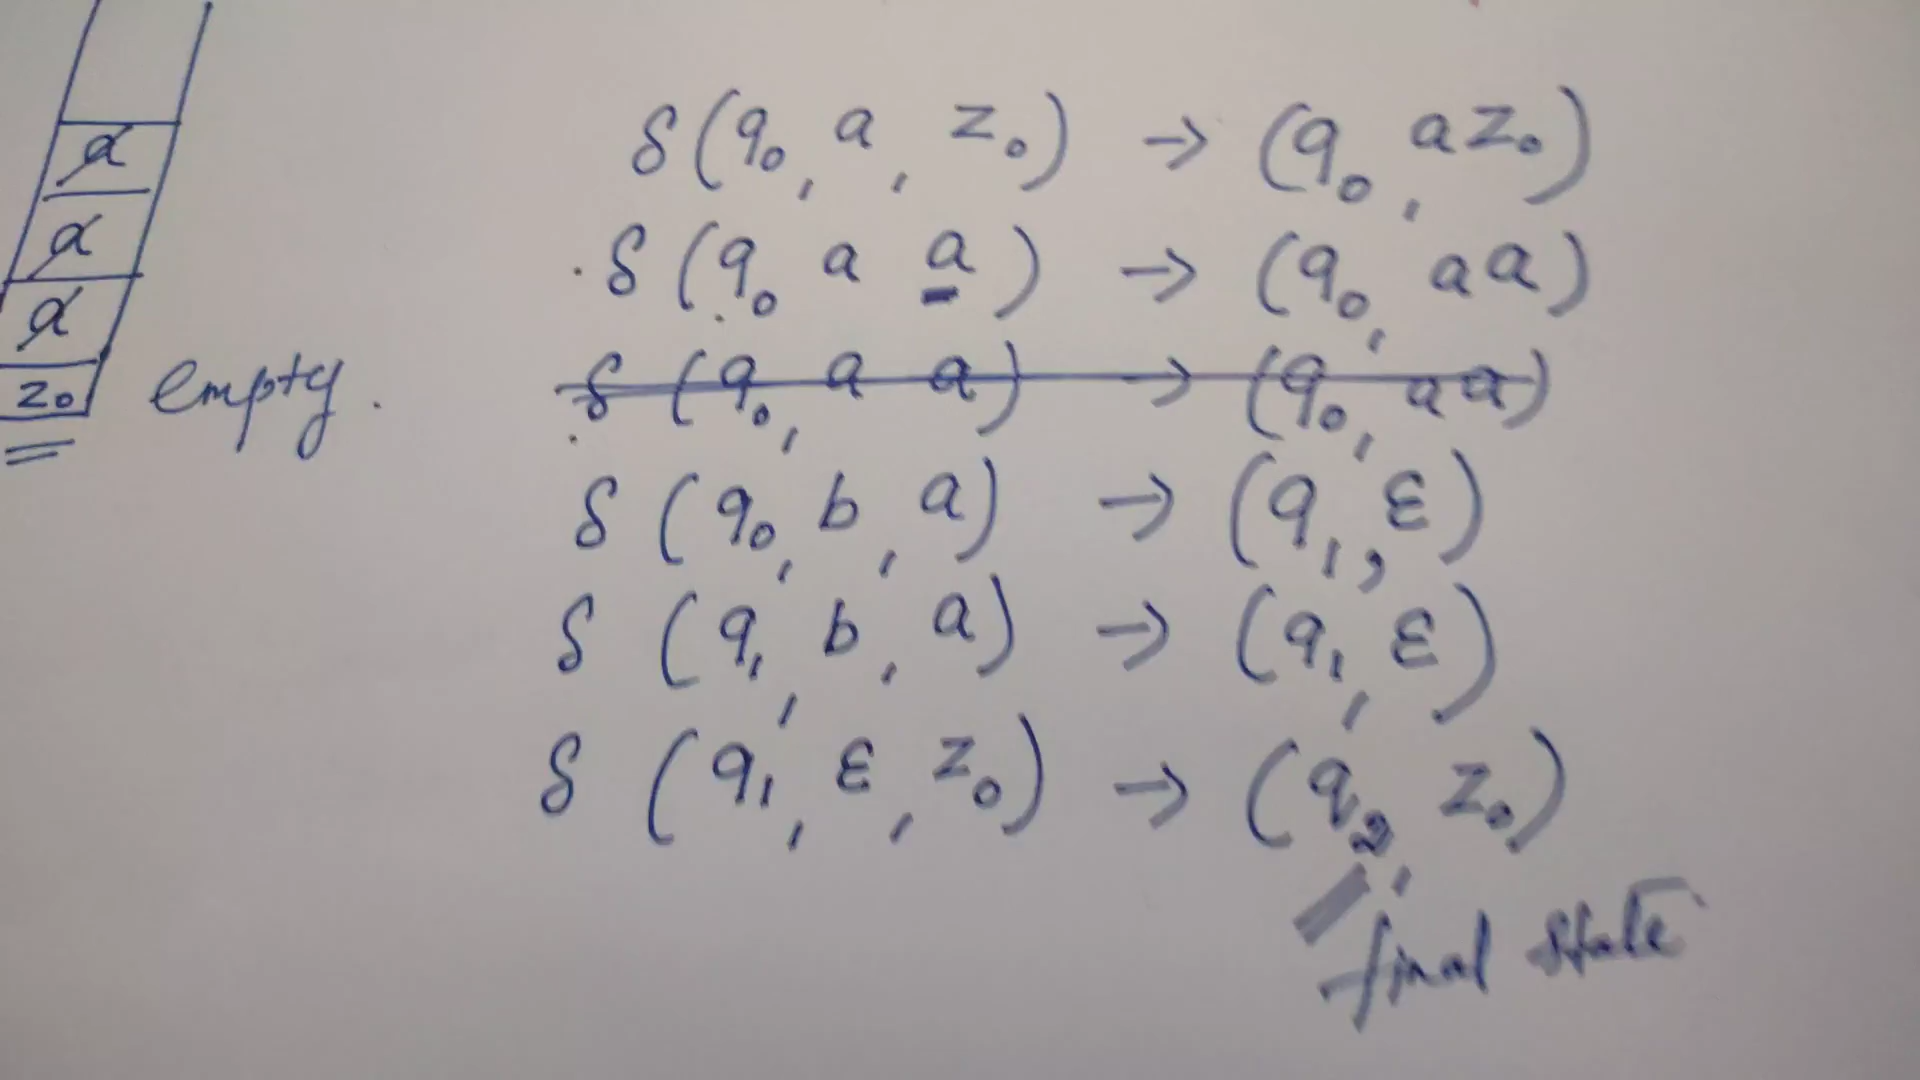 δ(q₀, a, z₀) → (q₀, az₀)
a
a
δ(q₀ a a) → (q₀, aa)
a
δ(q₀, a a) → (q₀, aa)
z₀ empty.
δ(q₀, b, a) → (q₁, ε)
δ(q₁, b, a) → (q₁, ε)
δ(q₁, ε, z₀) → (q₂, z₀)
final state